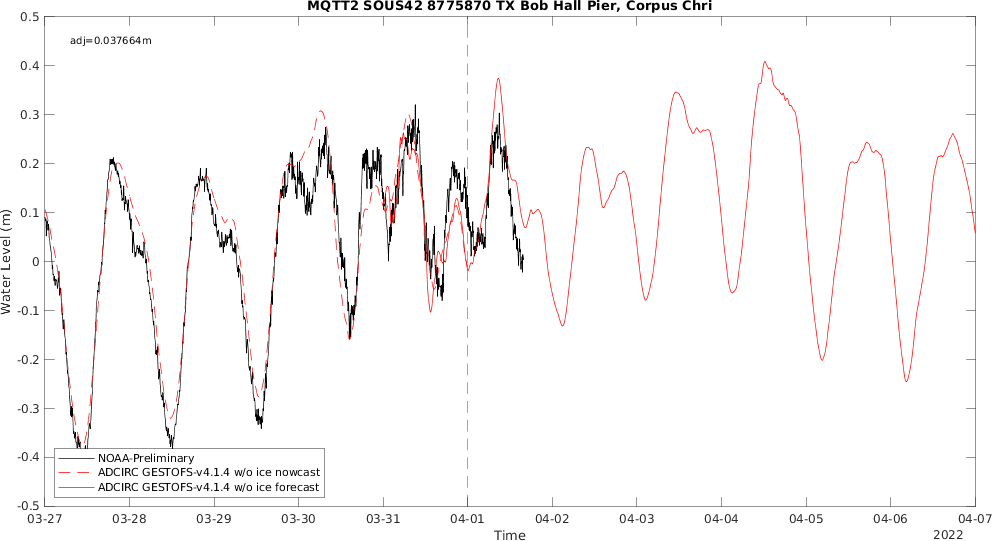 MQTT2 SOUS42 8775870 TX Bob Hall Pier, Corpus Chri
adj=0.037664m
0.5
0.4
0.3
0.2
0.1
0
-0.1
-0.2
-0.3
-0.4
-0.5
Water Level (m)
NOAA-Preliminary
ADCIRC GESTOFS-v4.1.4 w/o ice nowcast
ADCIRC GESTOFS-v4.1.4 w/o ice forecast
03-27 03-28 03-29 03-30 03-31 04-01 04-02 04-03 04-04 04-05 04-06 04-07
Time
2022